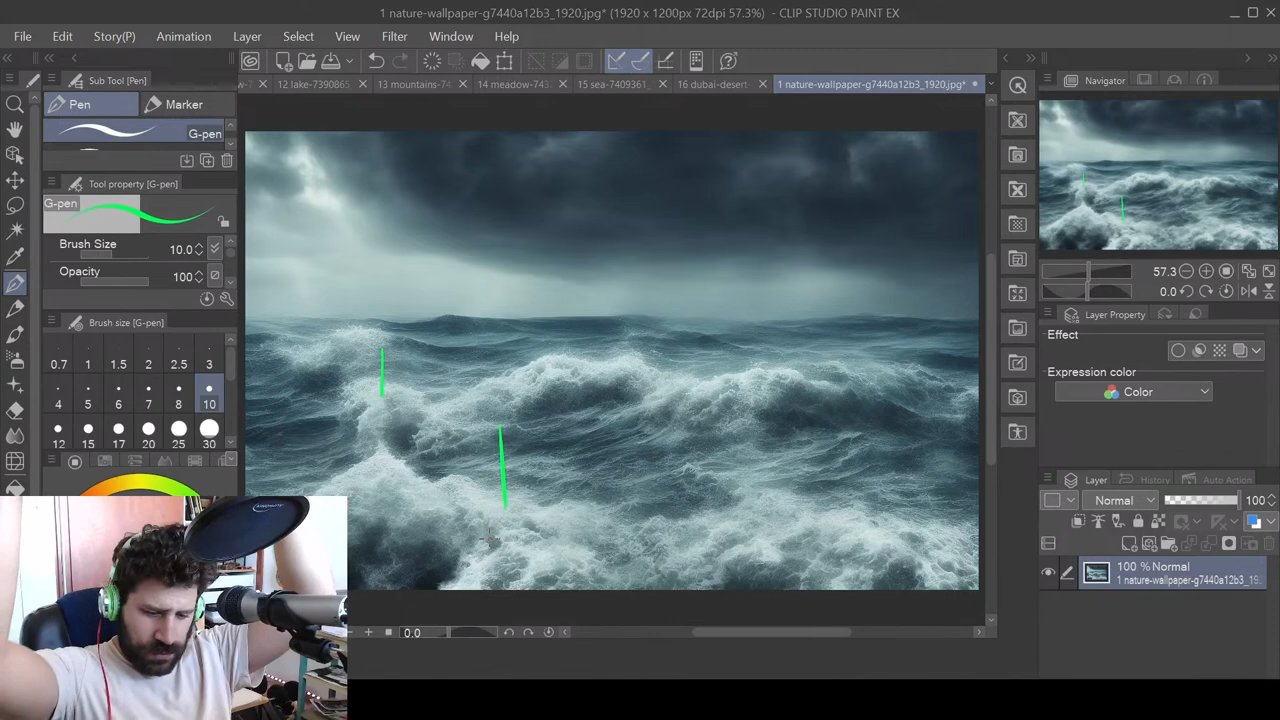 1 nature-wallpaper-g7440a12b3_1920.jpg* (1920 x 1200px 72dpi 57.3%) - CLIP STUDIO PAINT EX
File Edit Story(P) Animation Layer Select View Filter Window Help
Sub Tool [Pen]
w-7 12 lake-7390865 13 mountains-74 14 meadow-743 15 sea-7409361_ 16 dubai-desert 1 nature-wallpaper-g7440a12b3_1920.jpg*
Navigator
Pen Marker
G-pen
Tool property [G-pen]
G-pen
Brush Size 10.0
Opacity 100
Brush size [G-pen]
0.7 1 1.5 2 2.5 3
4 5 6 7 8 10
12 15 17 20 25 30
57.3
0.0
Layer Property
Effect
Expression color
Color
Layer History Auto Action
Normal 100
100 % Normal
1 nature-wallpaper-g7440a12b3_19
0.0